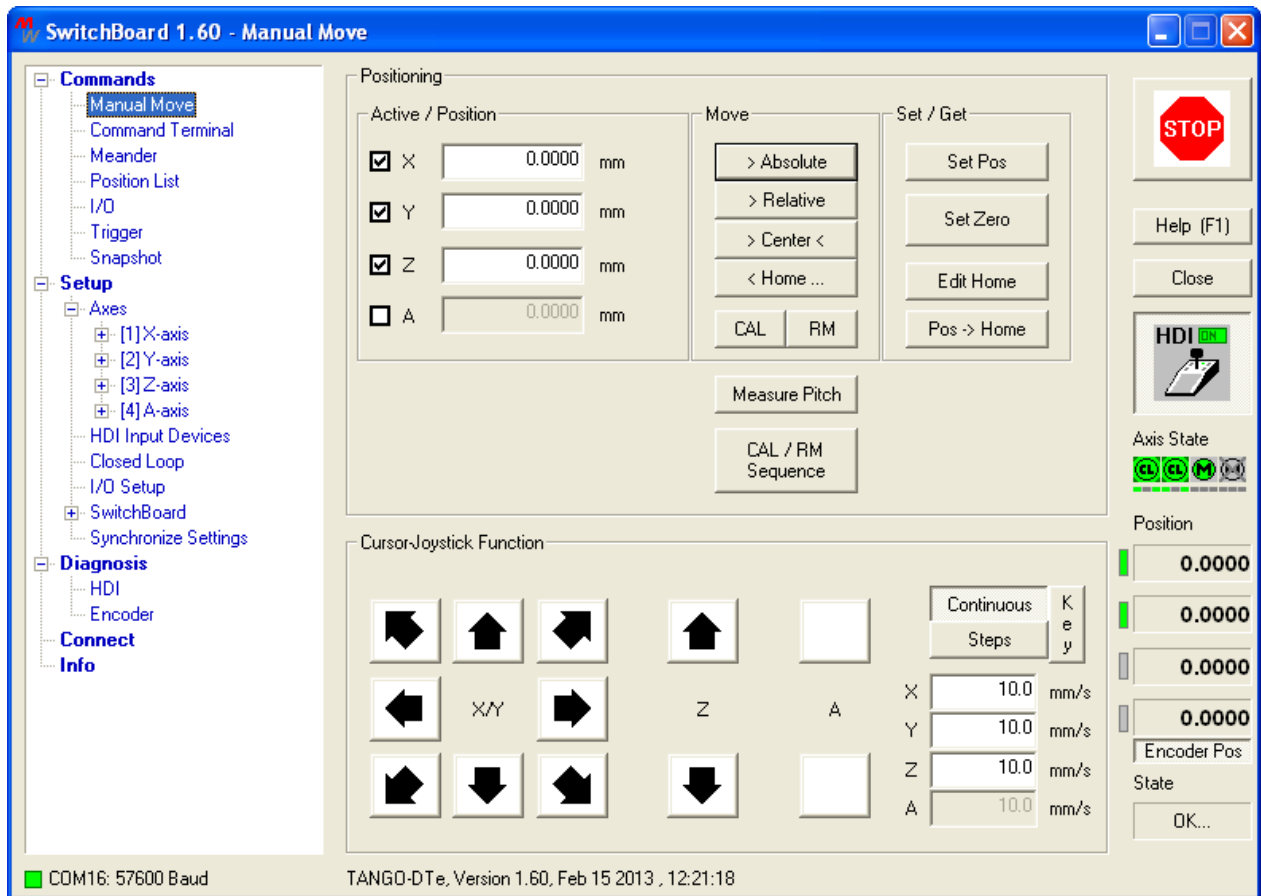 SwitchBoard 1.60 - Manual Move
Commands
Manual Move
Command Terminal
Meander
Position List
I/O
Trigger
Snapshot
Setup
Axes
[1] X-axis
[2] Y-axis
[3] Z-axis
[4] A-axis
HDI Input Devices
Closed Loop
I/O Setup
SwitchBoard
Synchronize Settings
Diagnosis
HDI
Encoder
Connect
Info
Positioning
Active / Position
X 0.0000 mm
Y 0.0000 mm
Z 0.0000 mm
A 0.0000 mm
Move
> Absolute
> Relative
> Center <
< Home ...
CAL RM
Set / Get
Set Pos
Set Zero
Edit Home
Pos -> Home
Measure Pitch
CAL / RM
Sequence
Cursor-Joystick Function
X/Y
Z
A
Continuous
Steps
Key
X 10.0 mm/s
Y 10.0 mm/s
Z 10.0 mm/s
A 10.0 mm/s
STOP
Help (F1)
Close
HDI ON
Axis State
CL CL M M
Position
0.0000
0.0000
0.0000
0.0000
Encoder Pos
State
OK...
COM16: 57600 Baud
TANGO-DTe, Version 1.60, Feb 15 2013 , 12:21:18